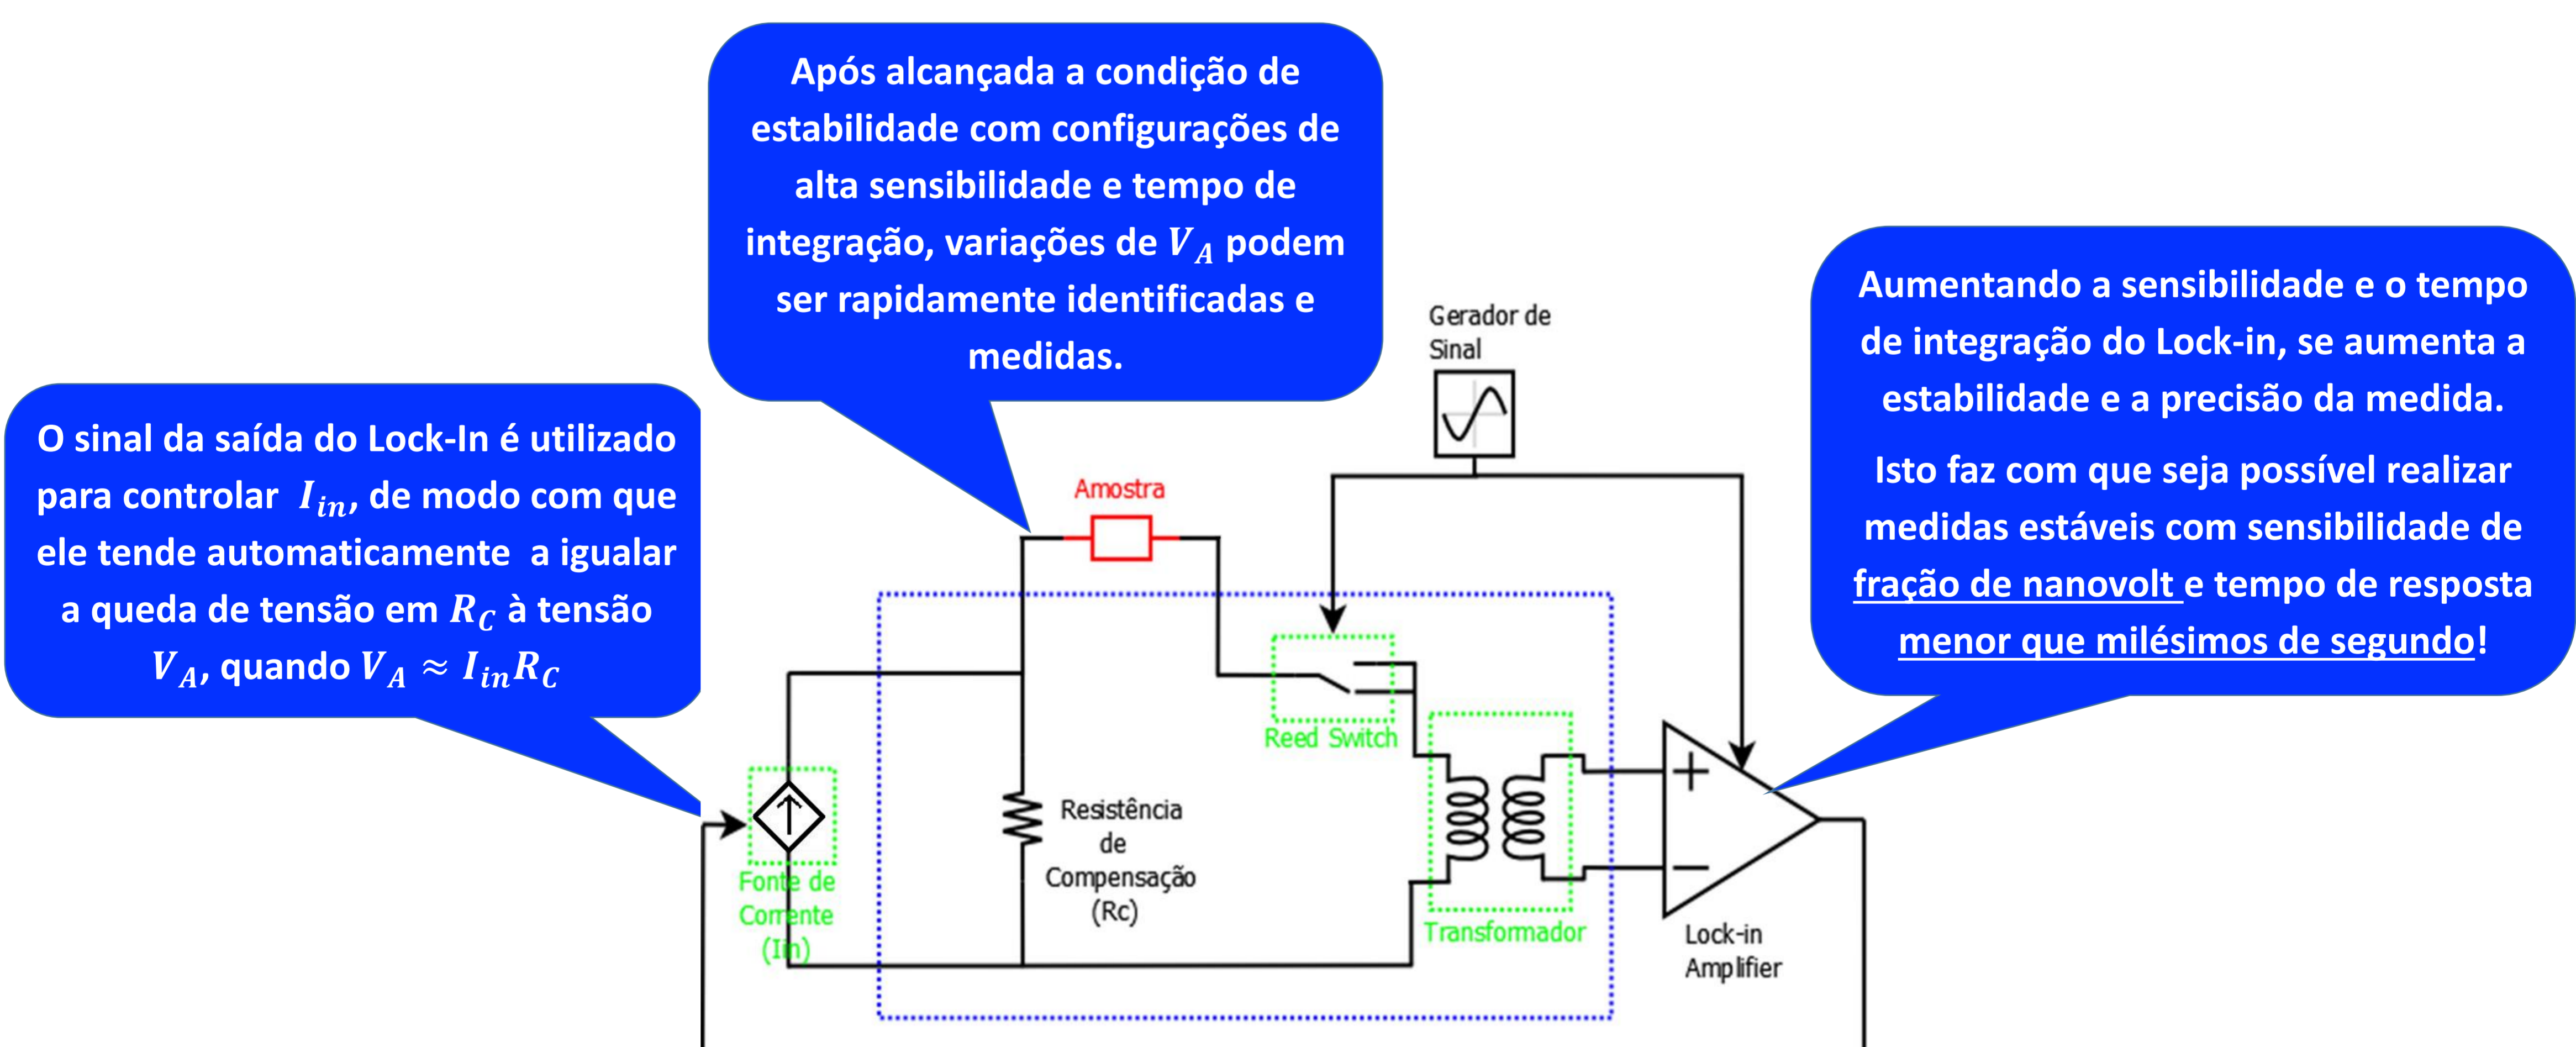 Após alcançada a condição de
estabilidade com configurações de
alta sensibilidade e tempo de
integração, variações de V_A podem
ser rapidamente identificadas e
medidas.
Aumentando a sensibilidade e o tempo
de integração do Lock-in, se aumenta a
estabilidade e a precisão da medida.
Isto faz com que seja possível realizar
medidas estáveis com sensibilidade de
fração de nanovolt e tempo de resposta
menor que milésimos de segundo!
O sinal da saída do Lock-In é utilizado
para controlar I_in, de modo com que
ele tende automaticamente a igualar
a queda de tensão em R_C à tensão
V_A, quando V_A ≈ I_in R_C
Gerador de
Sinal
Amostra
Reed Switch
Resistência
de
Compensação
(Rc)
Fonte de
Corrente
(Iin)
Transformador
+
−
Lock-in
Amplifier